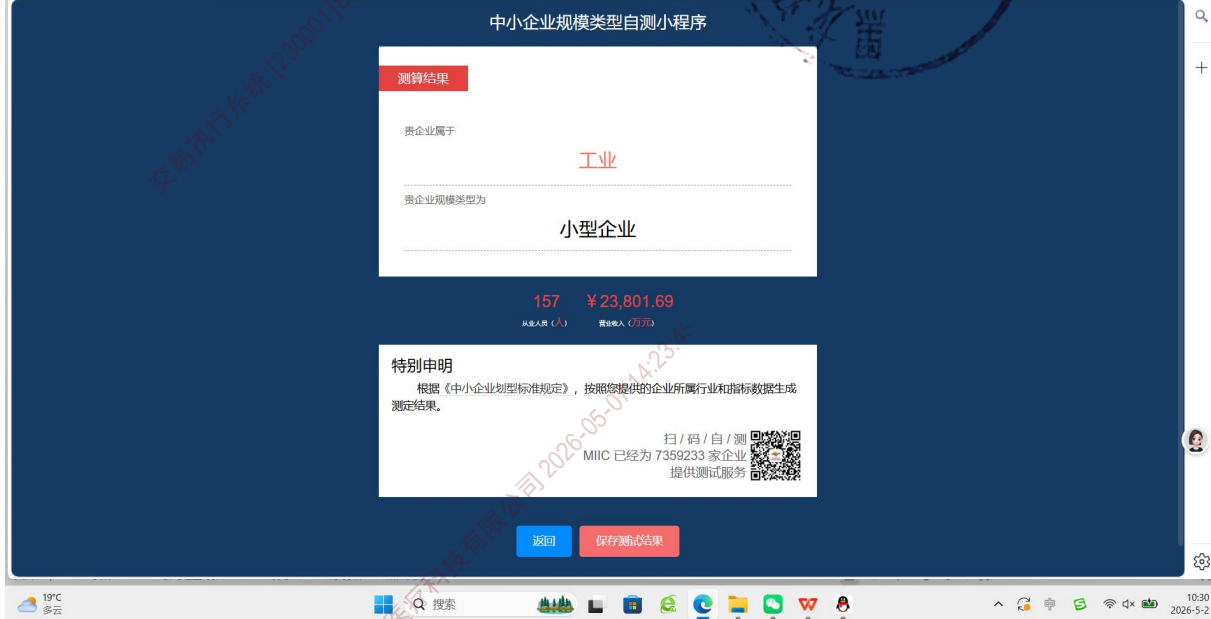 中小企业规模类型自测小程序
测算结果
贵企业属于
工业
贵企业规模类型为
小型企业
157 ￥23,801.69
从业人员（人） 营业收入（万元）
特别申明
根据《中小企业划型标准规定》，按照您提供的企业所属行业和指标数据生成
测定结果。
扫 / 码 / 自 / 测
MIIC 已经为 7359233 家企业
提供测试服务
返回 保存测试结果
19°C
多云
搜索
10:30
2026-5-2